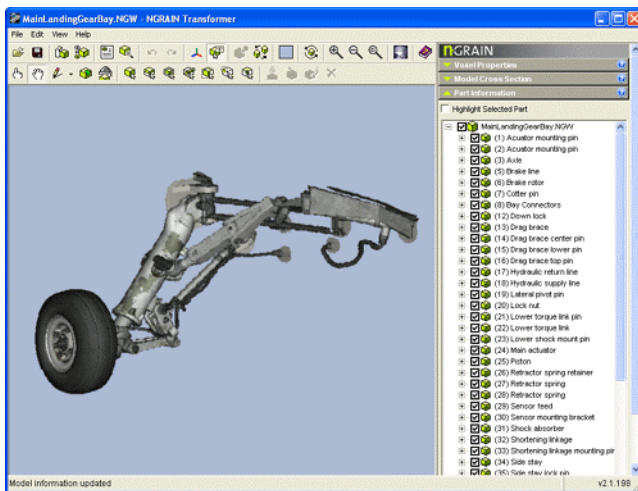 MainLandingGearBay.NGW - NGRAIN Transformer
File Edit View Help
NGRAIN
Voxel Properties
Model Cross Section
Part Information
Highlight Selected Part
MainLandingGearBay.NGW
(1) Acuator mounting pin
(2) Acuator mounting pin
(3) Axle
(5) Brake line
(6) Brake rotor
(7) Cotter pin
(8) Bay Connectors
(12) Down lock
(13) Drag brace
(14) Drag brace center pin
(15) Drag brace lower pin
(16) Drag brace top pin
(17) Hydraulic return line
(18) Hydraulic supply line
(19) Lateral pivot pin
(20) Lock nut
(21) Lower torque link pin
(22) Lower torque link
(23) Lower shock mount pin
(24) Main actuator
(25) Piston
(26) Retractor spring retainer
(27) Retractor spring
(28) Retractor spring
(29) Sensor feed
(30) Sensor mounting bracket
(31) Shock absorber
(32) Shortening linkage
(33) Shortening linkage mounting pin
(34) Side stay
(35) Side stay lock pin
Model information updated
v2.1.198